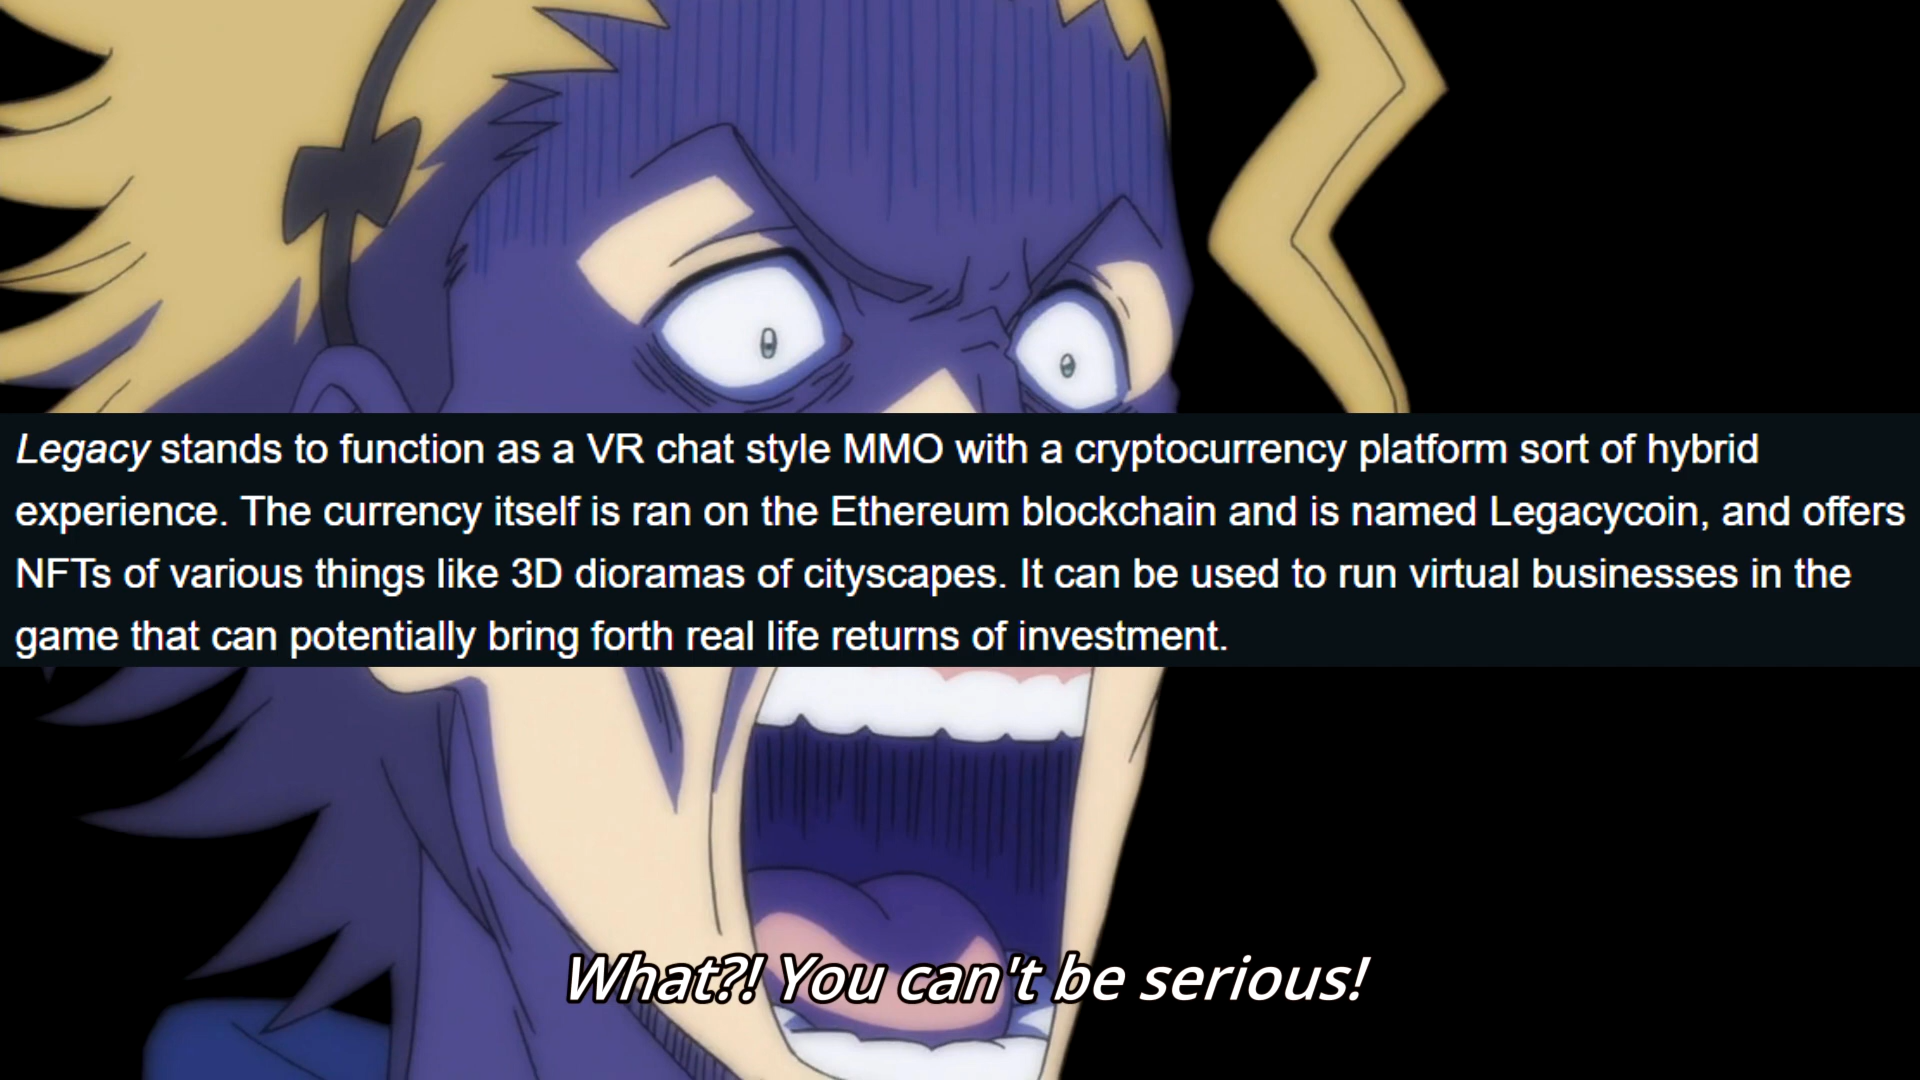 Legacy stands to function as a VR chat style MMO with a cryptocurrency platform sort of hybrid
experience. The currency itself is ran on the Ethereum blockchain and is named Legacycoin, and offers
NFTs of various things like 3D dioramas of cityscapes. It can be used to run virtual businesses in the
game that can potentially bring forth real life returns of investment.
What?! You can't be serious!